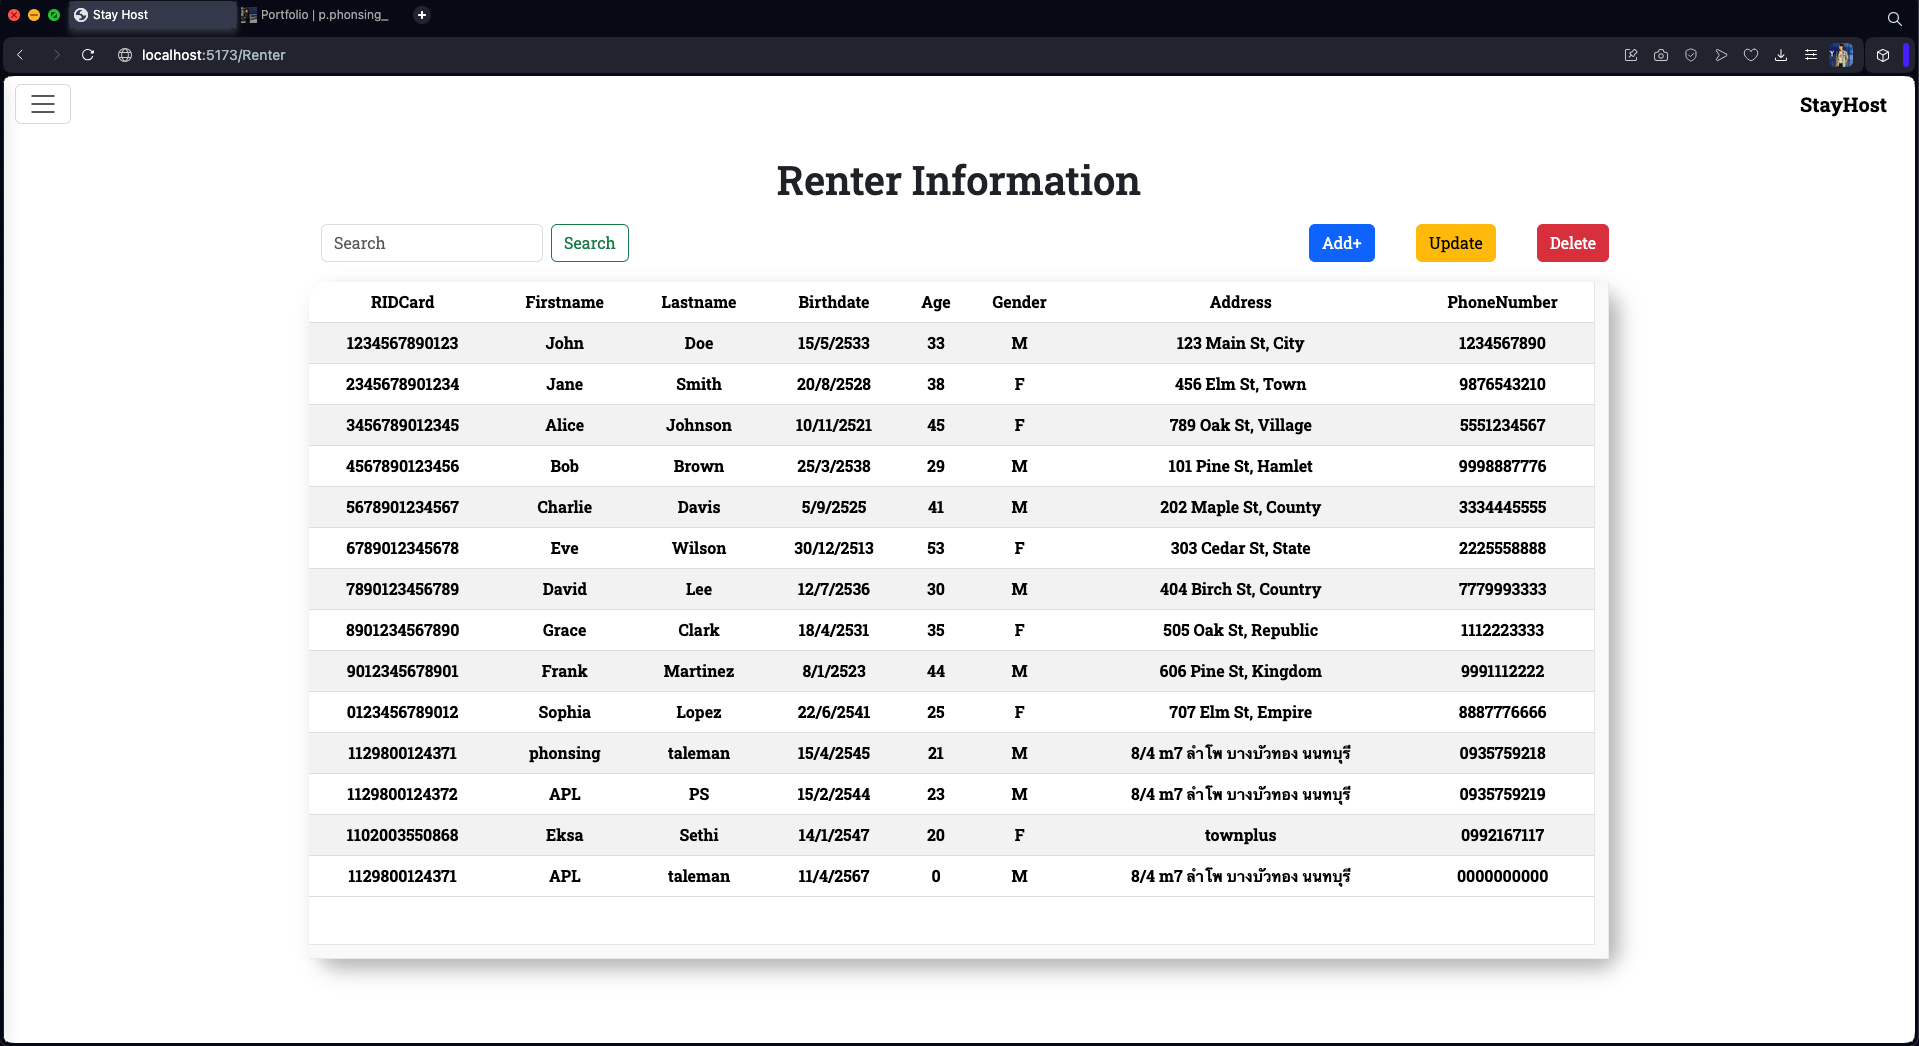 Stay Host
Portfolio | p.phonsing_
localhost:5173/Renter
StayHost
Renter Information
Search Search Add+ Update Delete
RIDCard Firstname Lastname Birthdate Age Gender Address PhoneNumber
1234567890123 John Doe 15/5/2533 33 M 123 Main St, City 1234567890
2345678901234 Jane Smith 20/8/2528 38 F 456 Elm St, Town 9876543210
3456789012345 Alice Johnson 10/11/2521 45 F 789 Oak St, Village 5551234567
4567890123456 Bob Brown 25/3/2538 29 M 101 Pine St, Hamlet 9998887776
5678901234567 Charlie Davis 5/9/2525 41 M 202 Maple St, County 3334445555
6789012345678 Eve Wilson 30/12/2513 53 F 303 Cedar St, State 2225558888
7890123456789 David Lee 12/7/2536 30 M 404 Birch St, Country 7779993333
8901234567890 Grace Clark 18/4/2531 35 F 505 Oak St, Republic 1112223333
9012345678901 Frank Martinez 8/1/2523 44 M 606 Pine St, Kingdom 9991112222
0123456789012 Sophia Lopez 22/6/2541 25 F 707 Elm St, Empire 8887776666
1129800124371 phonsing taleman 15/4/2545 21 M 8/4 m7 ลำโพ บางบัวทอง นนทบุรี 0935759218
1129800124372 APL PS 15/2/2544 23 M 8/4 m7 ลำโพ บางบัวทอง นนทบุรี 0935759219
1102003550868 Eksa Sethi 14/1/2547 20 F townplus 0992167117
1129800124371 APL taleman 11/4/2567 0 M 8/4 m7 ลำโพ บางบัวทอง นนทบุรี 0000000000